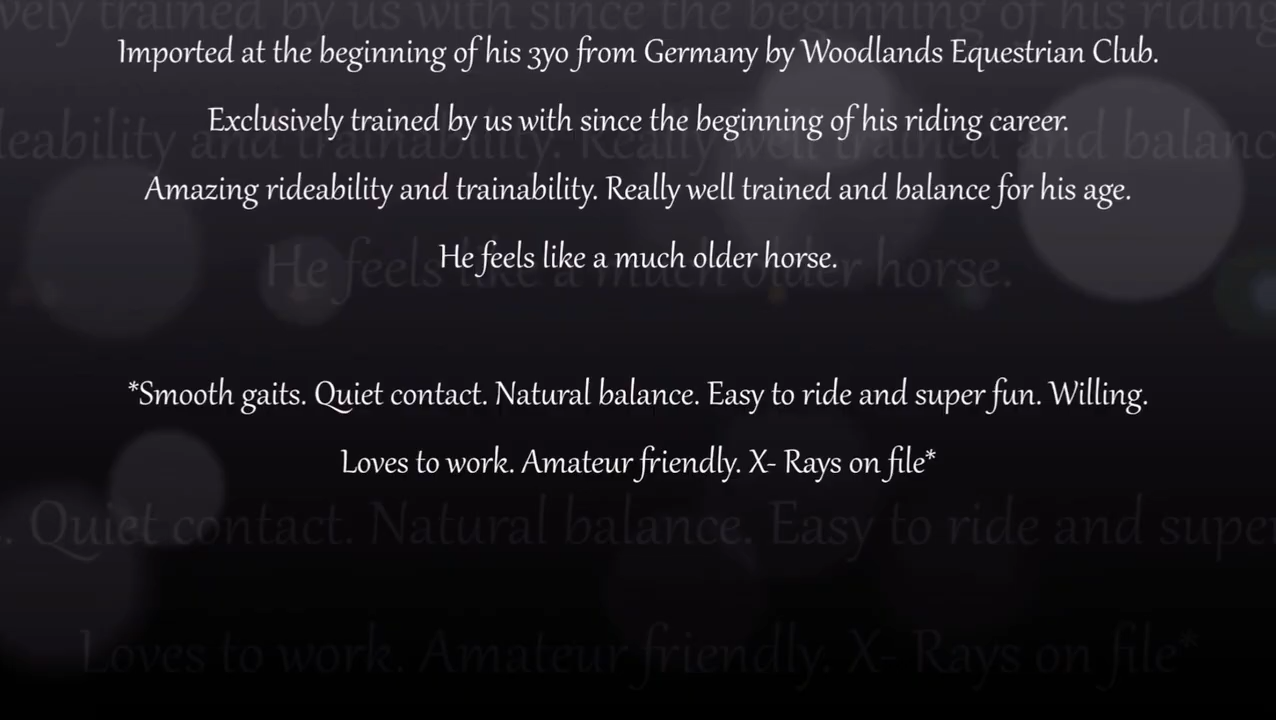 Imported at the beginning of his 3yo from Germany by Woodlands Equestrian Club.
Exclusively trained by us with since the beginning of his riding career.
Amazing rideability and trainability. Really well trained and balance for his age.
He feels like a much older horse.
*Smooth gaits. Quiet contact. Natural balance. Easy to ride and super fun. Willing.
Loves to work. Amateur friendly. X- Rays on file*